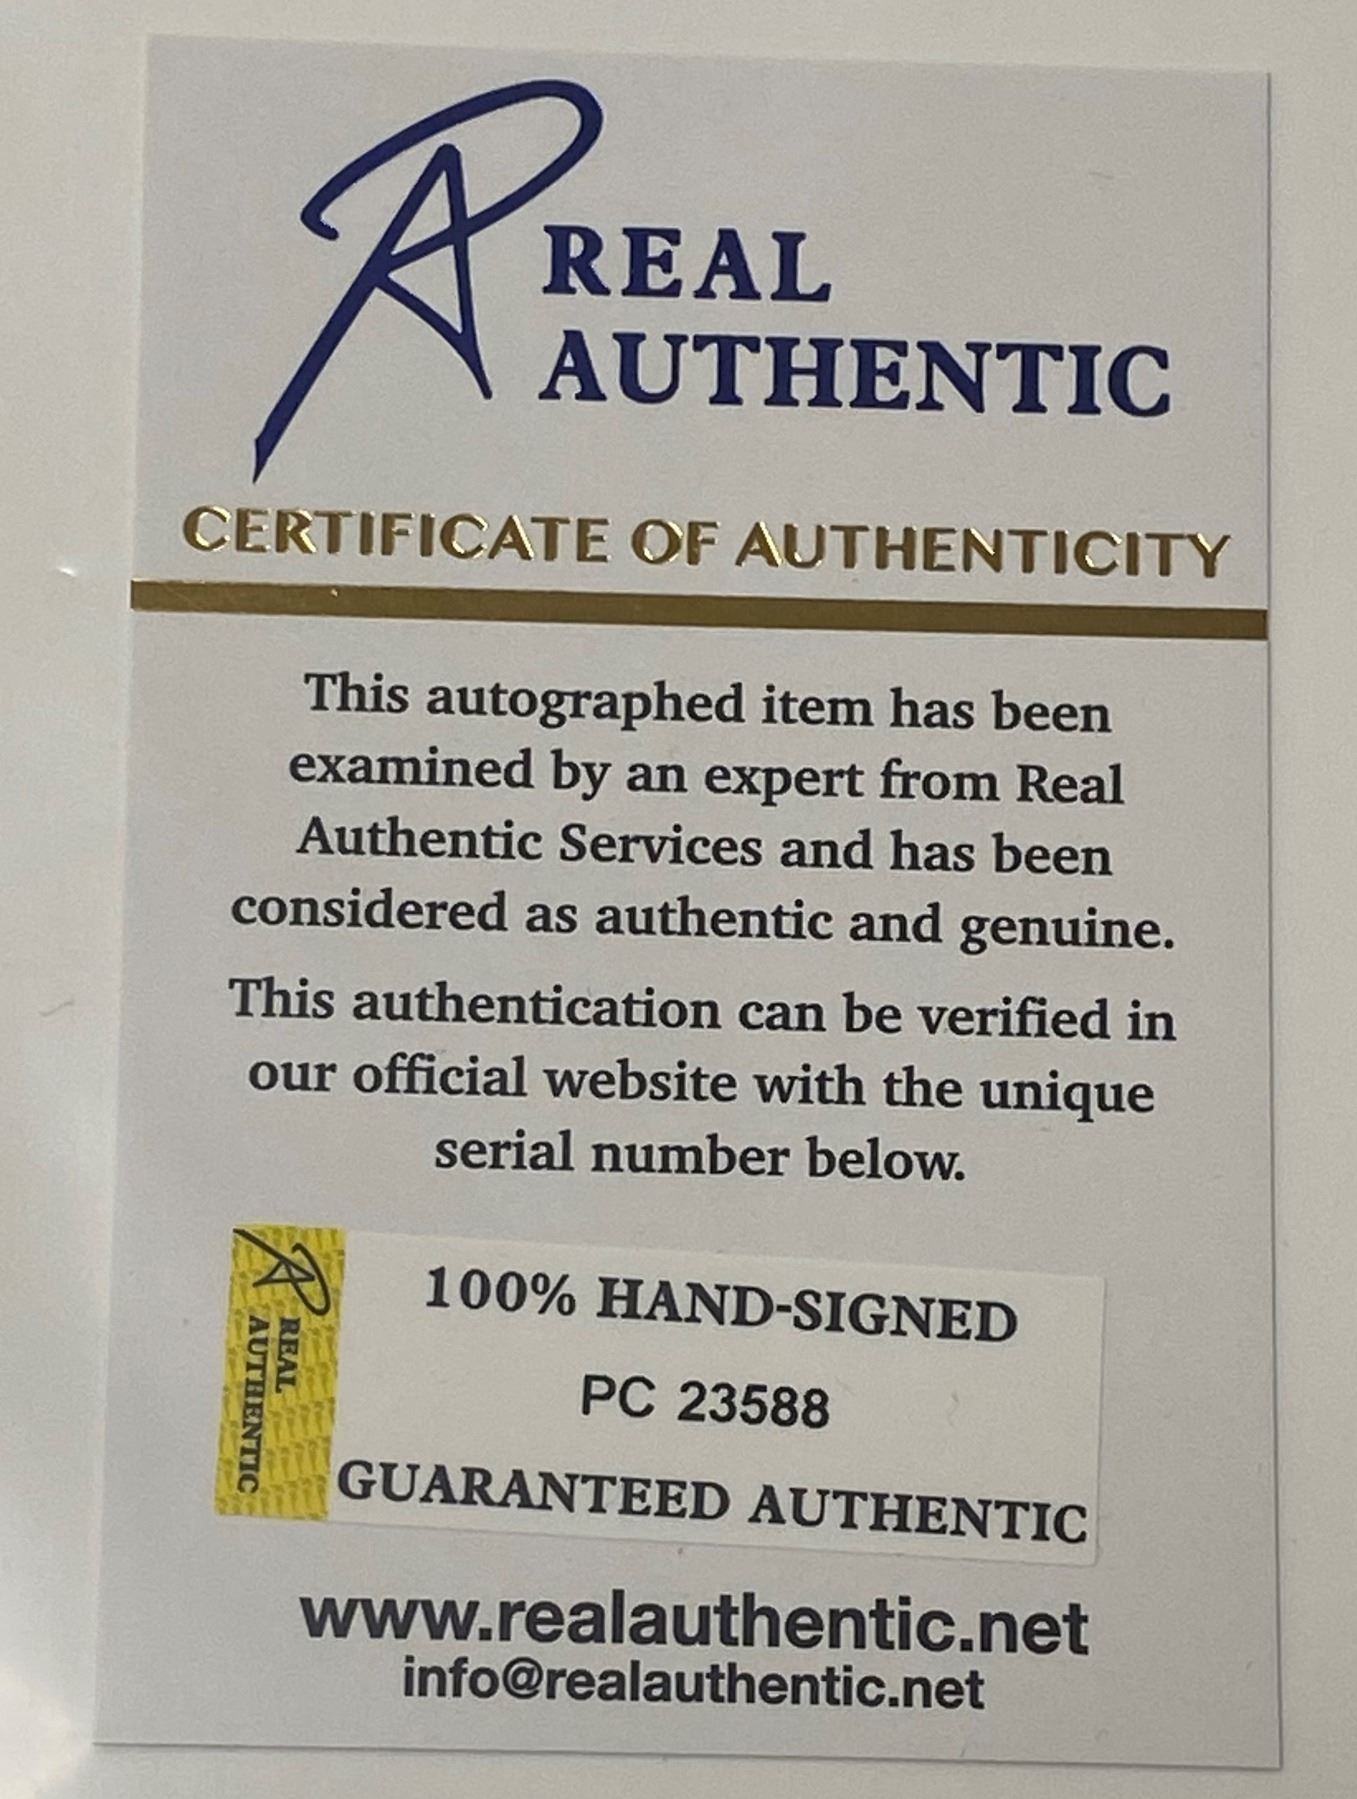 REAL
AUTHENTIC
CERTIFICATE OF AUTHENTICITY
This autographed item has been
examined by an expert from Real
Authentic Services and has been
considered as authentic and genuine.
This authentication can be verified in
our official website with the unique
serial number below.
REAL
AUTHENTIC
100% HAND-SIGNED
PC 23588
GUARANTEED AUTHENTIC
www.realauthentic.net
info@realauthentic.net